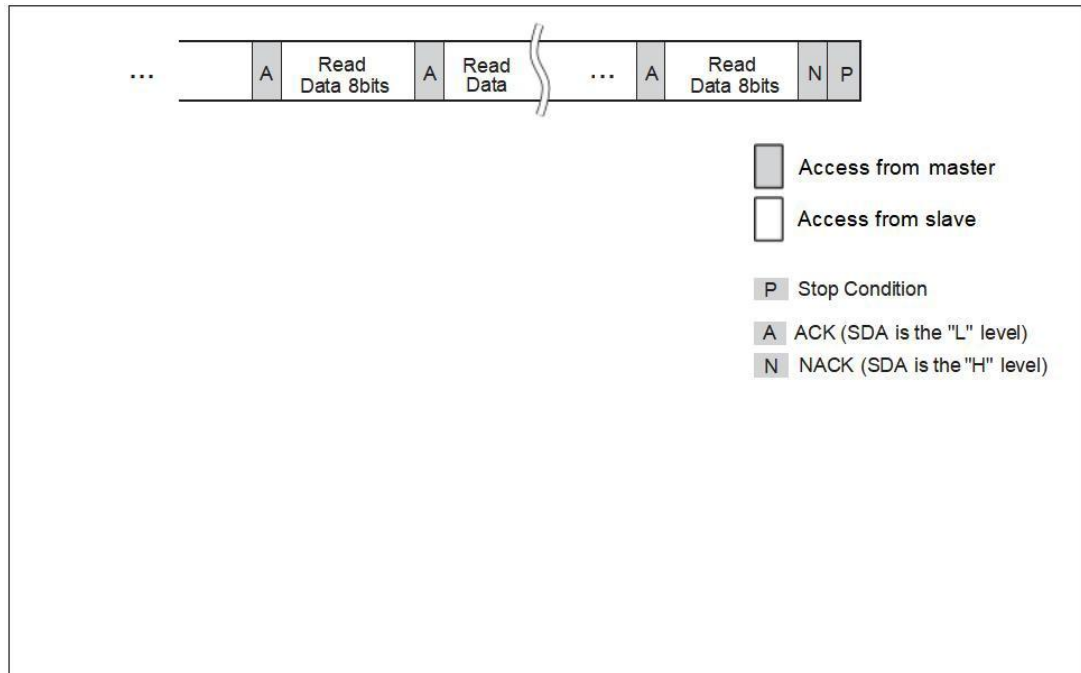 ... A Read Data 8bits A Read Data ... A Read Data 8bits N P
Access from master
Access from slave
P Stop Condition
A ACK (SDA is the "L" level)
N NACK (SDA is the "H" level)